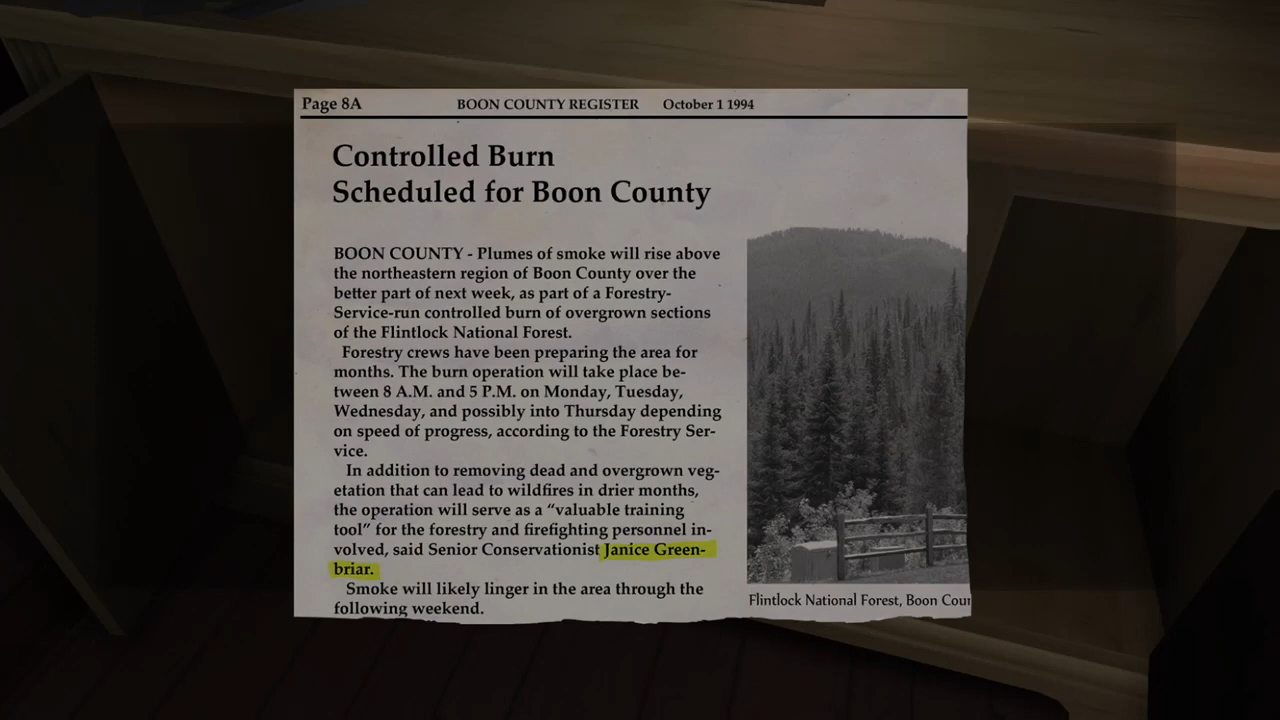 Page 8A BOON COUNTY REGISTER October 1 1994
Controlled Burn
Scheduled for Boon County
BOON COUNTY - Plumes of smoke will rise above
the northeastern region of Boon County over the
better part of next week, as part of a Forestry-
Service-run controlled burn of overgrown sections
of the Flintlock National Forest.
Forestry crews have been preparing the area for
months. The burn operation will take place be-
tween 8 A.M. and 5 P.M. on Monday, Tuesday,
Wednesday, and possibly into Thursday depending
on speed of progress, according to the Forestry Ser-
vice.
In addition to removing dead and overgrown veg-
etation that can lead to wildfires in drier months,
the operation will serve as a “valuable training
tool” for the forestry and firefighting personnel in-
volved, said Senior Conservationist Janice Green-
briar.
Smoke will likely linger in the area through the
following weekend.
Flintlock National Forest, Boon Coun